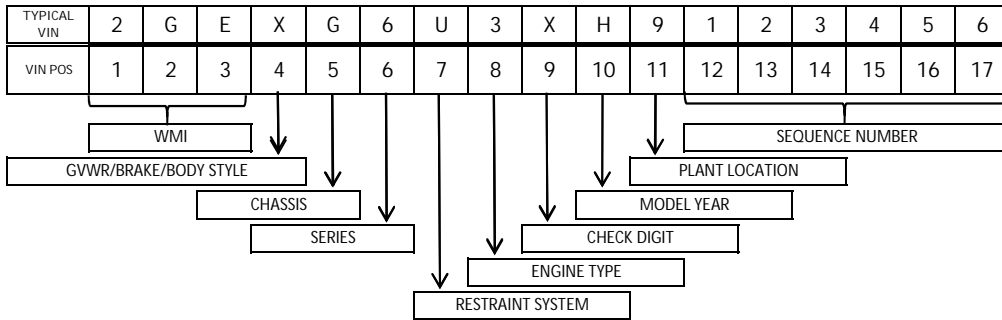 TYPICAL VIN 2 G E X G 6 U 3 X H 9 1 2 3 4 5 6
VIN POS 1 2 3 4 5 6 7 8 9 10 11 12 13 14 15 16 17
WMI SEQUENCE NUMBER
GVWR/BRAKE/BODY STYLE PLANT LOCATION
CHASSIS MODEL YEAR
SERIES CHECK DIGIT
ENGINE TYPE
RESTRAINT SYSTEM